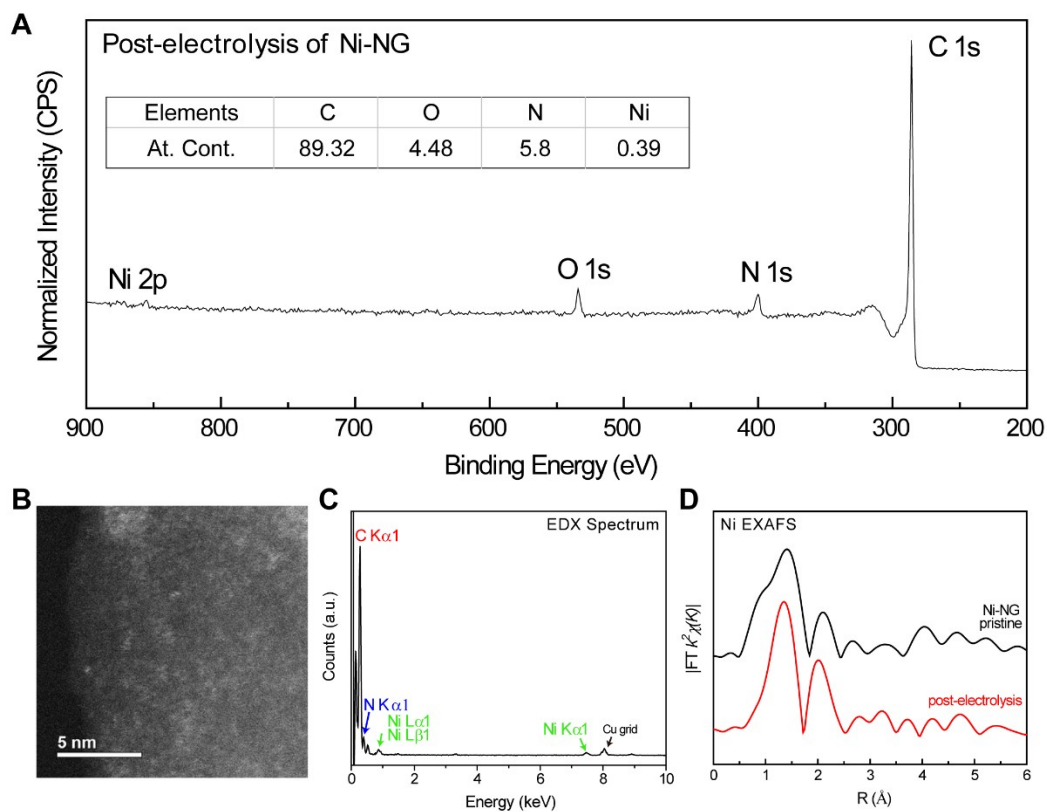 A
Post-electrolysis of Ni-NG
C 1s
Elements C O N Ni
At. Cont. 89.32 4.48 5.8 0.39
Ni 2p
O 1s
N 1s
Normalized Intensity (CPS)
900 800 700 600 500 400 300 200
Binding Energy (eV)
B
5 nm
C
EDX Spectrum
C Kα1
N Kα1
Ni Lα1
Ni Lβ1
Ni Kα1
Cu grid
Counts (a.u.)
0 2 4 6 8 10
Energy (keV)
D
Ni EXAFS
Ni-NG
pristine
post-electrolysis
|FT k²χ(K)|
0 1 2 3 4 5 6
R (Å)